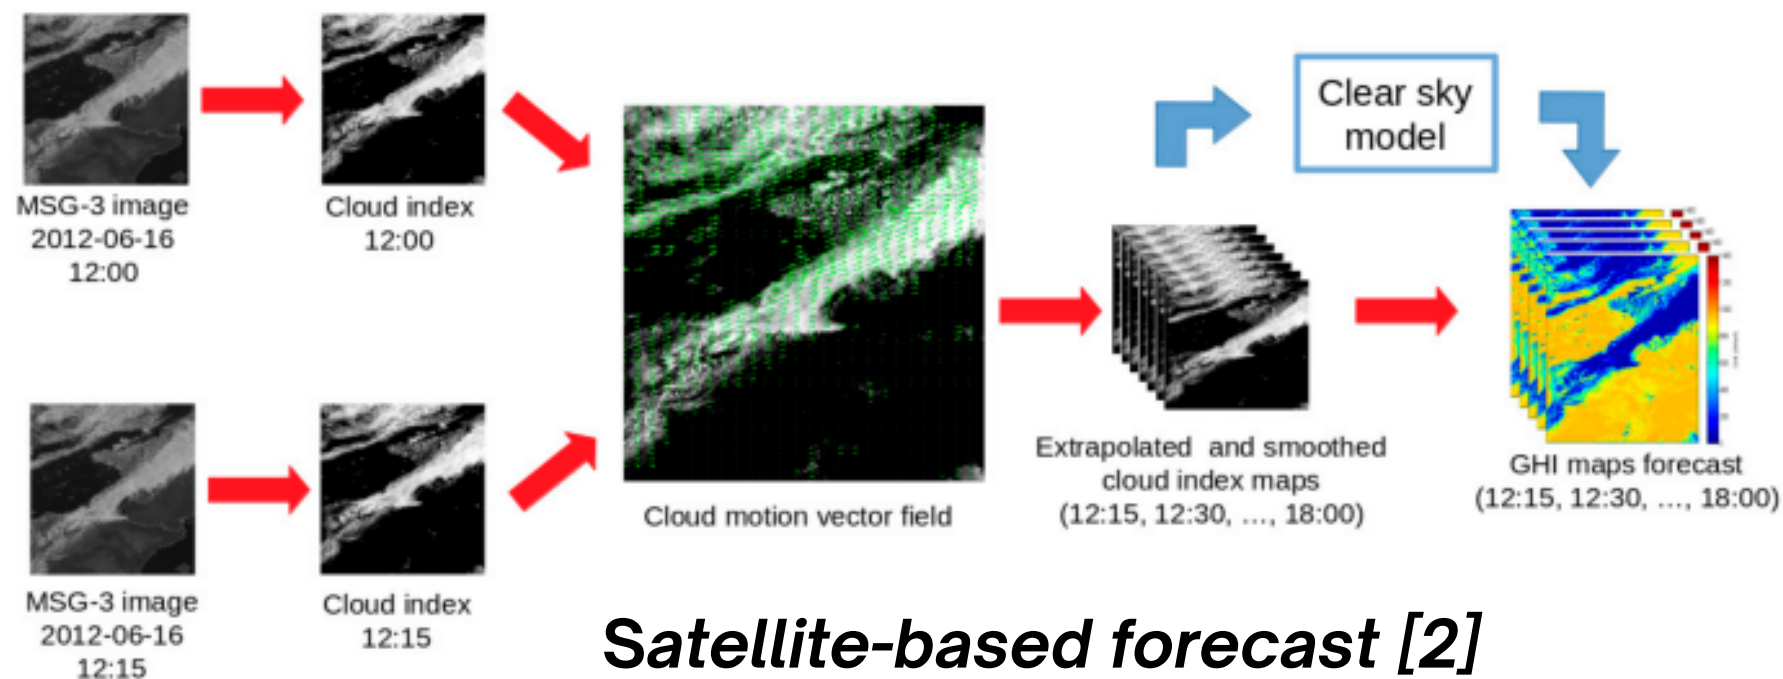 MSG-3 image
2012-06-16
12:00
Cloud index
12:00
MSG-3 image
2012-06-16
12:15
Cloud index
12:15
Cloud motion vector field
Clear sky
model
Extrapolated and smoothed
cloud index maps
(12:15, 12:30, ..., 18:00)
GHI maps forecast
(12:15, 12:30, ..., 18:00)
Satellite-based forecast [2]